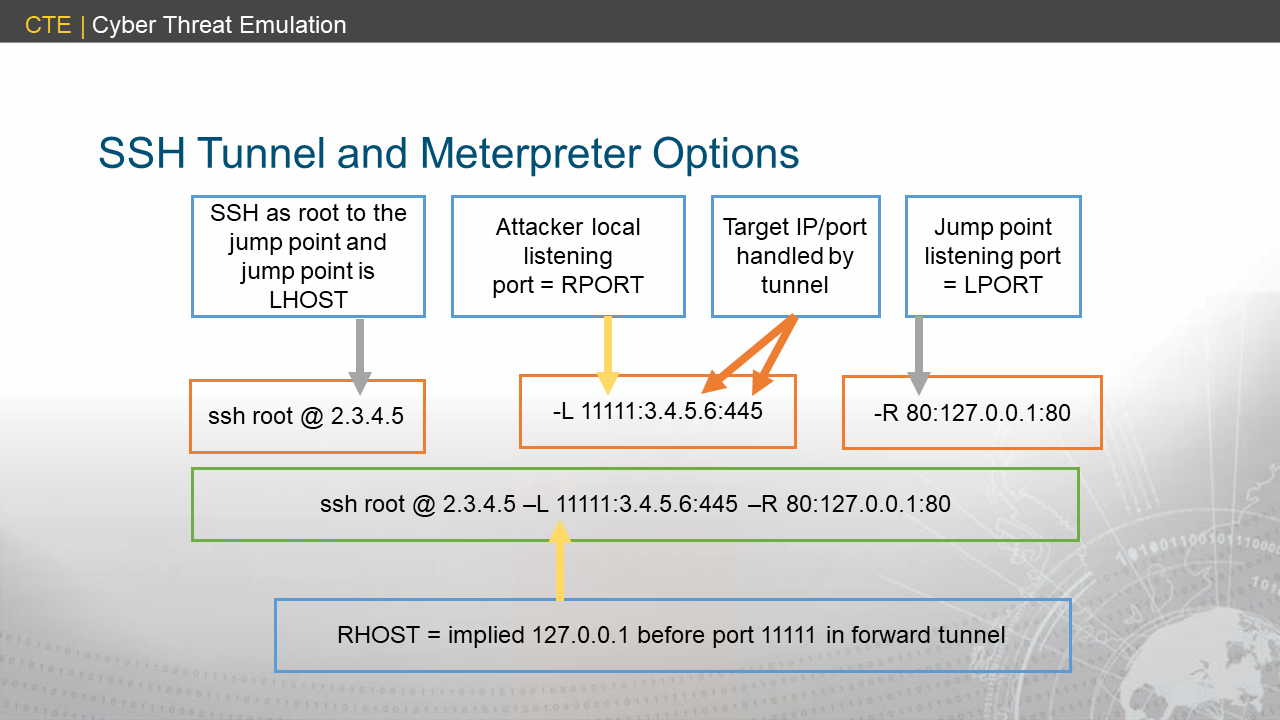 CTE | Cyber Threat Emulation
SSH Tunnel and Meterpreter Options
SSH as root to the
jump point and
jump point is
LHOST
Attacker local
listening
port = RPORT
Target IP/port
handled by
tunnel
Jump point
listening port
= LPORT
ssh root @ 2.3.4.5
-L 11111:3.4.5.6:445
-R 80:127.0.0.1:80
ssh root @ 2.3.4.5 –L 11111:3.4.5.6:445 –R 80:127.0.0.1:80
RHOST = implied 127.0.0.1 before port 11111 in forward tunnel